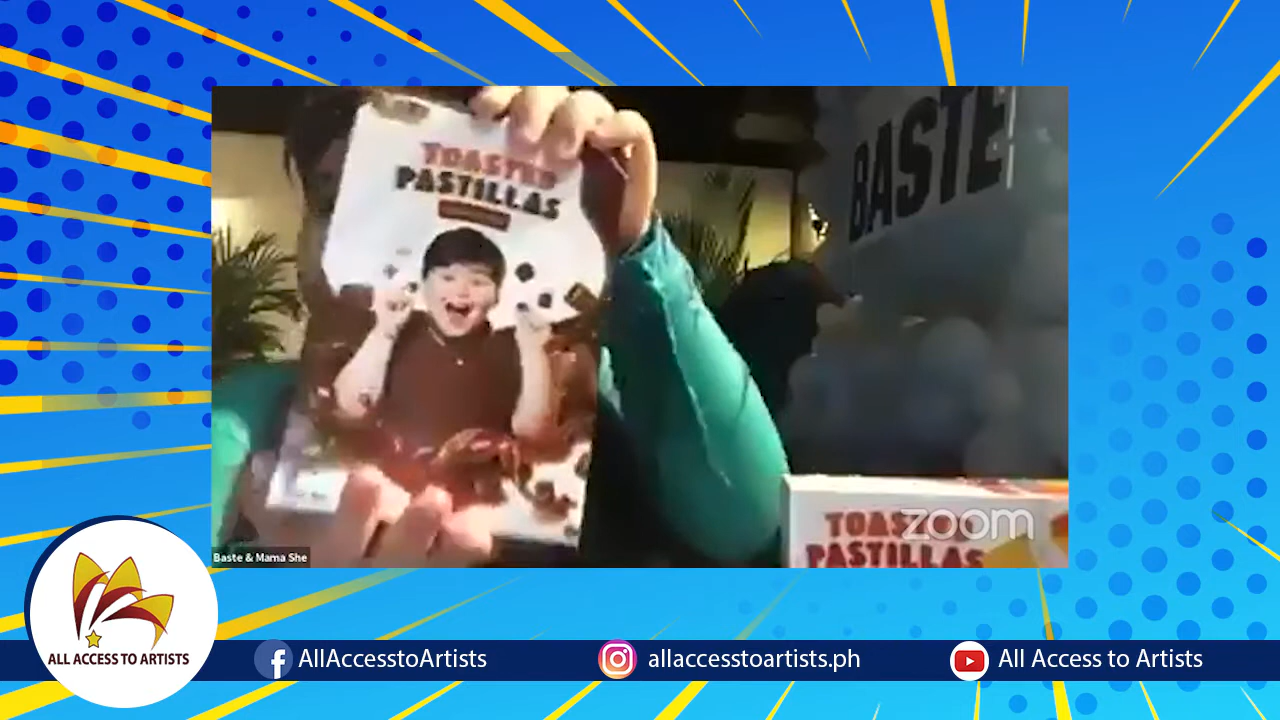 TOASTED
PASTILLAS
BASTE
TOASTED
PASTILLAS
zoom
Baste & Mama She
ALL ACCESS TO ARTISTS
AllAccesstoArtists
allaccesstoartists.ph
All Access to Artists